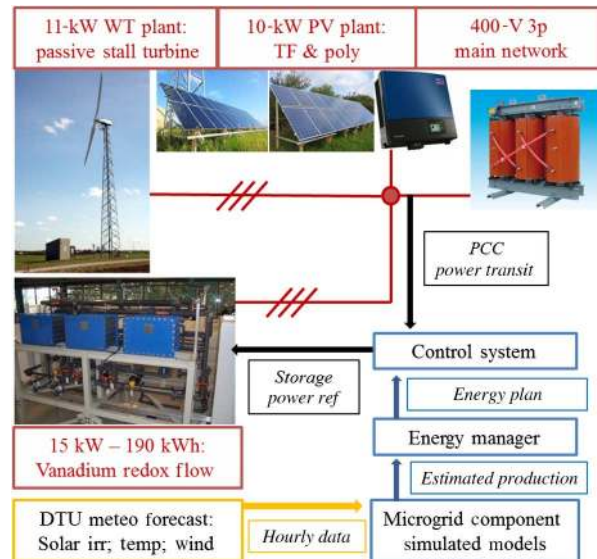 11-kW WT plant:
passive stall turbine
10-kW PV plant:
TF & poly
400-V 3p
main network
PCC
power transit
Control system
Storage
power ref
Energy plan
15 kW – 190 kWh:
Vanadium redox flow
Energy manager
Estimated production
DTU meteo forecast:
Solar irr; temp; wind
Hourly data
Microgrid component
simulated models